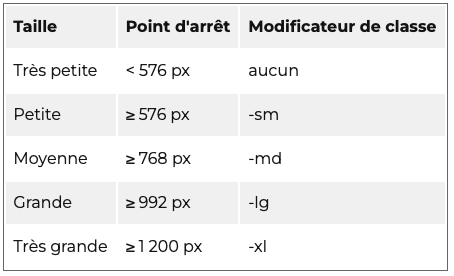 Taille Point d'arrêt Modificateur de classe
Très petite < 576 px aucun
Petite ≥ 576 px -sm
Moyenne ≥ 768 px -md
Grande ≥ 992 px -lg
Très grande ≥ 1 200 px -xl